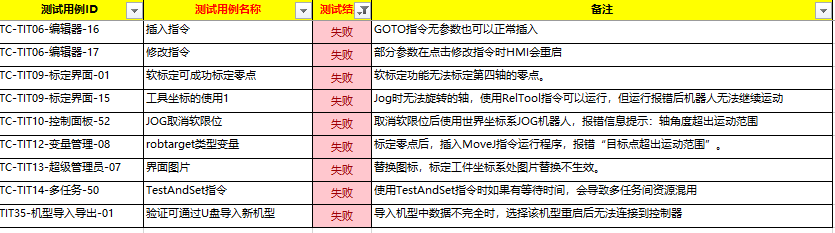 测试用例ID 测试用例名称 测试结 备注
TC-TIT06-编辑器-16 插入指令 失败 GOTO指令无参数也可以正常插入
TC-TIT06-编辑器-17 修改指令 失败 部分参数在点击修改指令时HMI会重启
TC-TIT09-标定界面-01 软标定可成功标定零点 失败 软标定功能无法标定第四轴的零点。
TC-TIT09-标定界面-15 工具坐标的使用1 失败 Jog时无法旋转的轴，使用RelTool指令可以运行，但运行报错后机器人无法继续运动
TC-TIT10-控制面板-52 JOG取消软限位 失败 取消软限位后使用世界坐标系JOG机器人，报错信息提示：轴角度超出运动范围
TC-TIT12-变量管理-08 robtarget类型变量 失败 标定零点后，插入MoveJ指令运行程序，报错“目标点超出运动范围”。
TC-TIT13-超级管理员-07 界面图片 失败 替换图标，标定工件坐标系处图片替换不生效。
TC-TIT14-多任务-50 TestAndSet指令 失败 使用TestAndSet指令时如果有等待时间，会导致多任务间资源混用
TIT35-机型导入导出-01 验证可通过U盘导入新机型 失败 导入机型中数据不完全时，选择该机型重启后无法连接到控制器